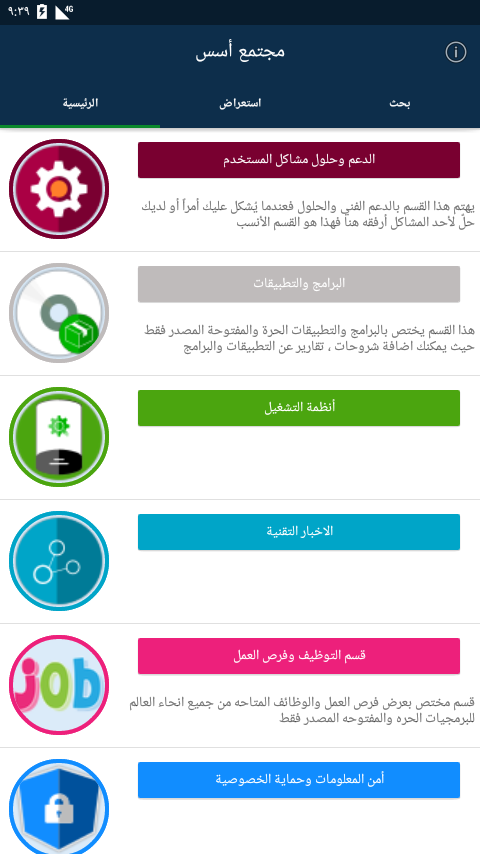 ٩:٣٩
4G
مجتمع أسس
الرئيسية
استعراض
بحث
الدعم وحلول مشاكل المستخدم
يهتم هذا القسم بالدعم الفني والحلول فعندما يُشكل عليك أمراً أو لديك
حلّ لأحد المشاكل أرفقه هناً فهذا هو القسم الأنسب
البرامج والتطبيقات
هذا القسم يختص بالبرامج والتطبيقات الحرة والمفتوحة المصدر فقط
حيث يمكنك اضافة شروحات ، تقارير عن التطبيقات والبرامج
أنظمة التشغيل
الاخبار التقنية
job
قسم التوظيف وفرص العمل
قسم مختص بعرض فرص العمل والوظائف المتاحه من جميع انحاء العالم
للبرمجيات الحره والمفتوحه المصدر فقط
أمن المعلومات وحماية الخصوصية